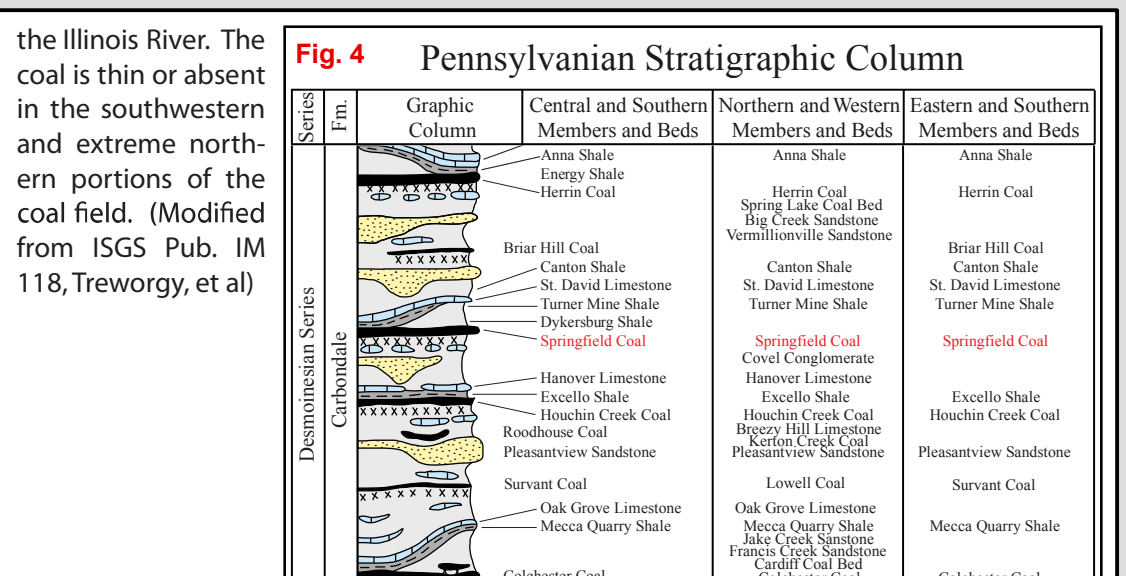 the Illinois River. The
coal is thin or absent
in the southwestern
and extreme north-
ern portions of the
coal field. (Modified
from ISGS Pub. IM
118, Treworgy, et al)
Fig. 4
Pennsylvanian Stratigraphic Column
Series
Fm.
Graphic
Column
Central and Southern
Members and Beds
Northern and Western
Members and Beds
Eastern and Southern
Members and Beds
Desmoinesian Series
Carbondale
Anna Shale
Energy Shale
Herrin Coal
Briar Hill Coal
Canton Shale
St. David Limestone
Turner Mine Shale
Dykersburg Shale
Springfield Coal
Hanover Limestone
Excello Shale
Houchin Creek Coal
Roodhouse Coal
Pleasantview Sandstone
Survant Coal
Oak Grove Limestone
Mecca Quarry Shale
Colchester Coal
Anna Shale
Herrin Coal
Spring Lake Coal Bed
Big Creek Sandstone
Vermillionville Sandstone
Canton Shale
St. David Limestone
Turner Mine Shale
Springfield Coal
Covel Conglomerate
Hanover Limestone
Excello Shale
Houchin Creek Coal
Breezy Hill Limestone
Kerton Creek Coal
Pleasantview Sandstone
Lowell Coal
Oak Grove Limestone
Mecca Quarry Shale
Jake Creek Sanstone
Francis Creek Sandstone
Cardiff Coal Bed
Colchester Coal
Anna Shale
Herrin Coal
Briar Hill Coal
Canton Shale
St. David Limestone
Turner Mine Shale
Springfield Coal
Excello Shale
Houchin Creek Coal
Pleasantview Sandstone
Survant Coal
Mecca Quarry Shale
Colchester Coal